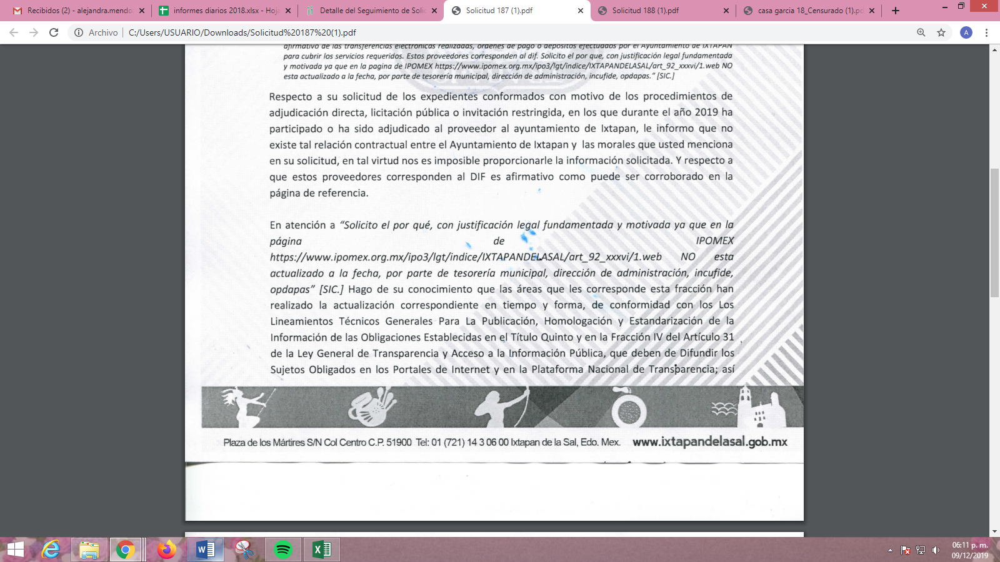 Recibidos (2) - alejandra.mendo
informes diarios 2018.xlsx - Hoja
Detalle del Seguimiento de Solic
Solicitud 187 (1).pdf
Solicitud 188 (1).pdf
casa garcia 18_Censurado (1).pd
Archivo
C:/Users/USUARIO/Downloads/Solicitud%20187%20(1).pdf
A
afirmativo de las transferencias electrónicas realizadas, órdenes de pago o depósitos efectuados por el Ayuntamiento de IXTAPAN
para cubrir los servicios requeridos. Estos proveedores corresponden al dif. Solicito el por que, con justificación legal fundamentada
y motivada ya que en la pagina de IPOMEX https://www.ipomex.org.mx/ipo3/lgt/indice/IXTAPANDELASAL/art_92_xxxvi/1.web NO
esta actualizado a la fecha, por parte de tesorería municipal, dirección de administración, incufide, opdapas.” [SIC.]
Respecto a su solicitud de los expedientes conformados con motivo de los procedimientos de
adjudicación directa, licitación pública o invitación restringida, en los que durante el año 2019 ha
participado o ha sido adjudicado al proveedor al ayuntamiento de Ixtapan, le informo que no
existe tal relación contractual entre el Ayuntamiento de Ixtapan y las morales que usted menciona
en su solicitud, en tal virtud nos es imposible proporcionarle la información solicitada. Y respecto a
que estos proveedores corresponden al DIF es afirmativo como puede ser corroborado en la
página de referencia.
En atención a “Solicito el por qué, con justificación legal fundamentada y motivada ya que en la
página de IPOMEX
https://www.ipomex.org.mx/ipo3/lgt/indice/IXTAPANDELASAL/art_92_xxxvi/1.web NO esta
actualizado a la fecha, por parte de tesorería municipal, dirección de administración, incufide,
opdapas” [SIC.] Hago de su conocimiento que las áreas que les corresponde esta fracción han
realizado la actualización correspondiente en tiempo y forma, de conformidad con los Los
Lineamientos Técnicos Generales Para La Publicación, Homologación y Estandarización de la
Información de las Obligaciones Establecidas en el Título Quinto y en la Fracción IV del Artículo 31
de la Ley General de Transparencia y Acceso a la Información Pública, que deben de Difundir los
Sujetos Obligados en los Portales de Internet y en la Plataforma Nacional de Transparencia; así
Plaza de los Mártires S/N Col Centro C.P. 51900 Tel: 01 (721) 14 3 06 00 Ixtapan de la Sal, Edo. Mex. www.ixtapandelasal.gob.mx
06:11 p. m.
09/12/2019